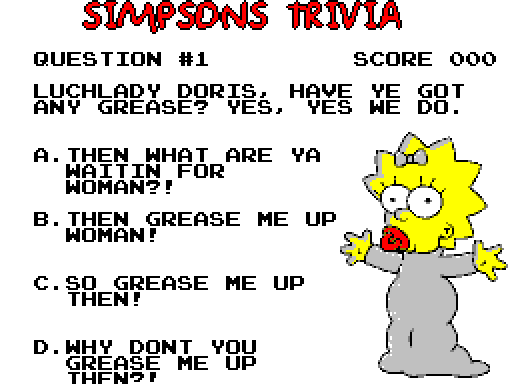 SIMPSONS TRIVIA
QUESTION #1 SCORE 000
LUCHLADY DORIS, HAVE YE GOT
ANY GREASE? YES, YES WE DO.
A. THEN WHAT ARE YA
WAITIN FOR
WOMAN?!
B. THEN GREASE ME UP
WOMAN!
C. SO GREASE ME UP
THEN!
D. WHY DONT YOU
GREASE ME UP
THEN?!